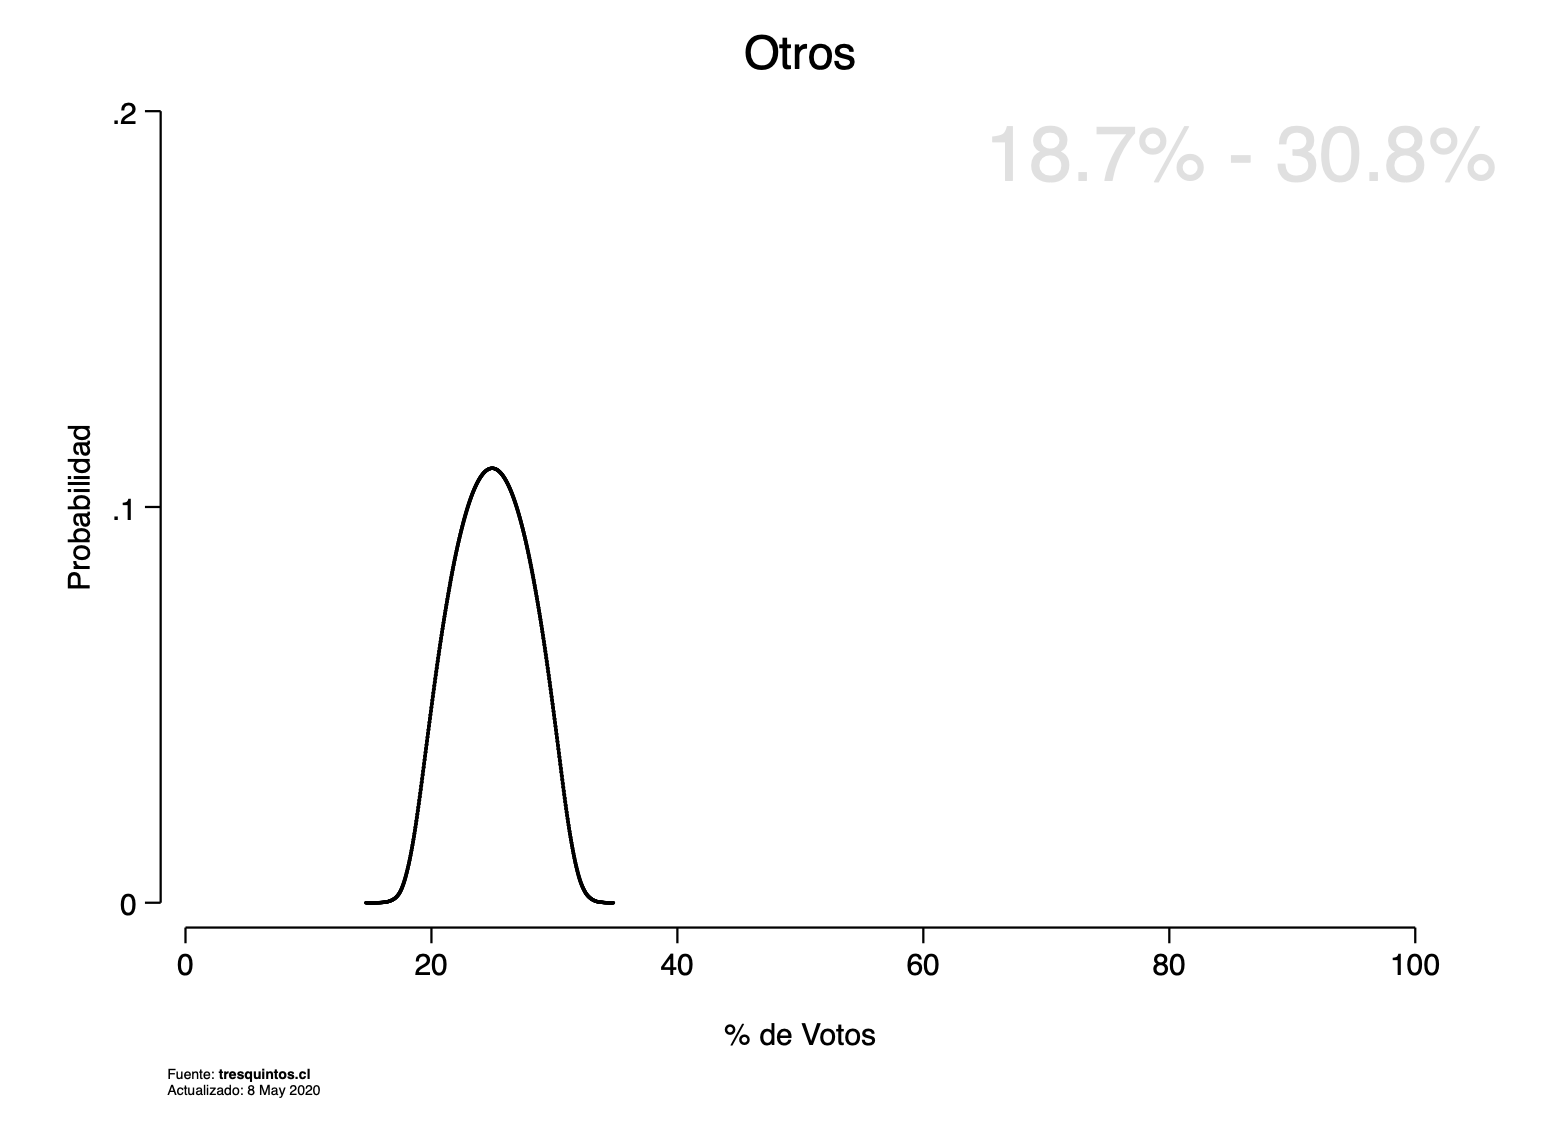 Otros
18.7% - 30.8%
.2
.1
0
Probabilidad
0 20 40 60 80 100
% de Votos
Fuente: tresquintos.cl
Actualizado: 8 May 2020